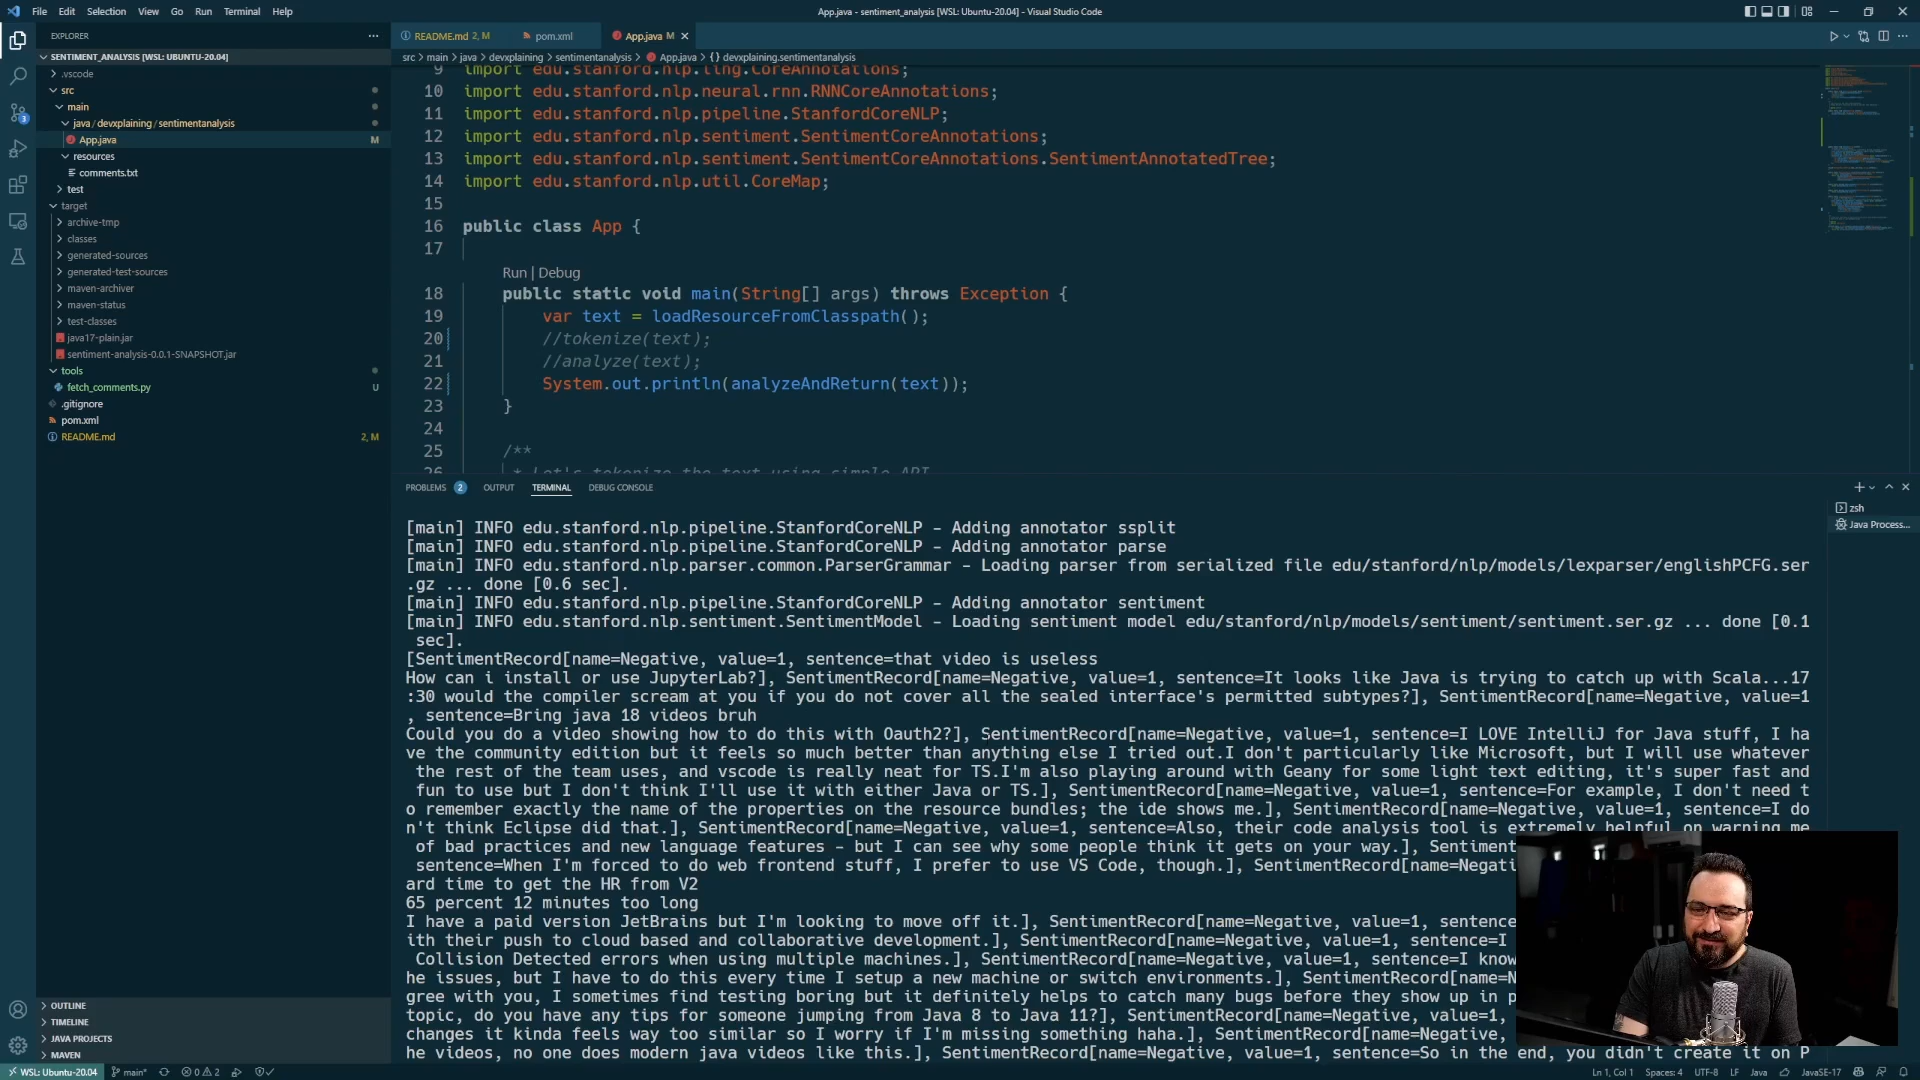 File Edit Selection View Go Run Terminal Help
App.java - sentiment_analysis [WSL: Ubuntu-20.04] - Visual Studio Code
EXPLORER
SENTIMENT_ANALYSIS [WSL: UBUNTU-20.04]
.vscode
src
main
java / devxplaining / sentimentanalysis
App.java M
resources
comments.txt
test
target
archive-tmp
classes
generated-sources
generated-test-sources
maven-archiver
maven-status
test-classes
java17-plain.jar
sentiment-analysis-0.0.1-SNAPSHOT.jar
tools
fetch_comments.py U
.gitignore
pom.xml
README.md 2, M
OUTLINE
TIMELINE
JAVA PROJECTS
MAVEN
README.md 2, M pom.xml App.java M
src > main > java > devxplaining > sentimentanalysis > App.java > {} devxplaining.sentimentanalysis
9 import edu.stanford.nlp.ling.CoreAnnotations;
10 import edu.stanford.nlp.neural.rnn.RNNCoreAnnotations;
11 import edu.stanford.nlp.pipeline.StanfordCoreNLP;
12 import edu.stanford.nlp.sentiment.SentimentCoreAnnotations;
13 import edu.stanford.nlp.sentiment.SentimentCoreAnnotations.SentimentAnnotatedTree;
14 import edu.stanford.nlp.util.CoreMap;
15
16 public class App {
17
Run | Debug
18 public static void main(String[] args) throws Exception {
19 var text = loadResourceFromClasspath();
20 //tokenize(text);
21 //analyze(text);
22 System.out.println(analyzeAndReturn(text));
23 }
24
25 /**
26 * Let's tokenize the text using simple API
PROBLEMS 2 OUTPUT TERMINAL DEBUG CONSOLE
zsh
Java Process...
[main] INFO edu.stanford.nlp.pipeline.StanfordCoreNLP - Adding annotator ssplit
[main] INFO edu.stanford.nlp.pipeline.StanfordCoreNLP - Adding annotator parse
[main] INFO edu.stanford.nlp.parser.common.ParserGrammar - Loading parser from serialized file edu/stanford/nlp/models/lexparser/englishPCFG.ser
.gz ... done [0.6 sec].
[main] INFO edu.stanford.nlp.pipeline.StanfordCoreNLP - Adding annotator sentiment
[main] INFO edu.stanford.nlp.sentiment.SentimentModel - Loading sentiment model edu/stanford/nlp/models/sentiment/sentiment.ser.gz ... done [0.1
sec].
[SentimentRecord[name=Negative, value=1, sentence=that video is useless
How can i install or use JupyterLab?], SentimentRecord[name=Negative, value=1, sentence=It looks like Java is trying to catch up with Scala...17
:30 would the compiler scream at you if you do not cover all the sealed interface's permitted subtypes?], SentimentRecord[name=Negative, value=1
, sentence=Bring java 18 videos bruh
Could you do a video showing how to do this with Oauth2?], SentimentRecord[name=Negative, value=1, sentence=I LOVE IntelliJ for Java stuff, I ha
ve the community edition but it feels so much better than anything else I tried out.I don't particularly like Microsoft, but I will use whatever
the rest of the team uses, and vscode is really neat for TS.I'm also playing around with Geany for some light text editing, it's super fast and
fun to use but I don't think I'll use it with either Java or TS.], SentimentRecord[name=Negative, value=1, sentence=For example, I don't need t
o remember exactly the name of the properties on the resource bundles; the ide shows me.], SentimentRecord[name=Negative, value=1, sentence=I do
n't think Eclipse did that.], SentimentRecord[name=Negative, value=1, sentence=Also, their code analysis tool is extremely helpful on warning me
of bad practices and new language features - but I can see why some people think it gets on your way.], Sentiment
sentence=When I'm forced to do web frontend stuff, I prefer to use VS Code, though.], SentimentRecord[name=Negati
ard time to get the HR from V2
65 percent 12 minutes too long
I have a paid version JetBrains but I'm looking to move off it.], SentimentRecord[name=Negative, value=1, sentence
ith their push to cloud based and collaborative development.], SentimentRecord[name=Negative, value=1, sentence=I
Collision Detected errors when using multiple machines.], SentimentRecord[name=Negative, value=1, sentence=I know
he issues, but I have to do this every time I setup a new machine or switch environments.], SentimentRecord[name=N
gree with you, I sometimes find testing boring but it definitely helps to catch many bugs before they show up in p
topic, do you have any tips for someone jumping from Java 8 to Java 11?], SentimentRecord[name=Negative, value=1,
changes it kinda feels way too similar so I worry if I'm missing something haha.], SentimentRecord[name=Negative,
he videos, no one does modern java videos like this.], SentimentRecord[name=Negative, value=1, sentence=So in the end, you didn't create it on P
WSL: Ubuntu-20.04 main* 0 2 Ln 1, Col 1 Spaces: 4 UTF-8 LF Java JavaSE-17